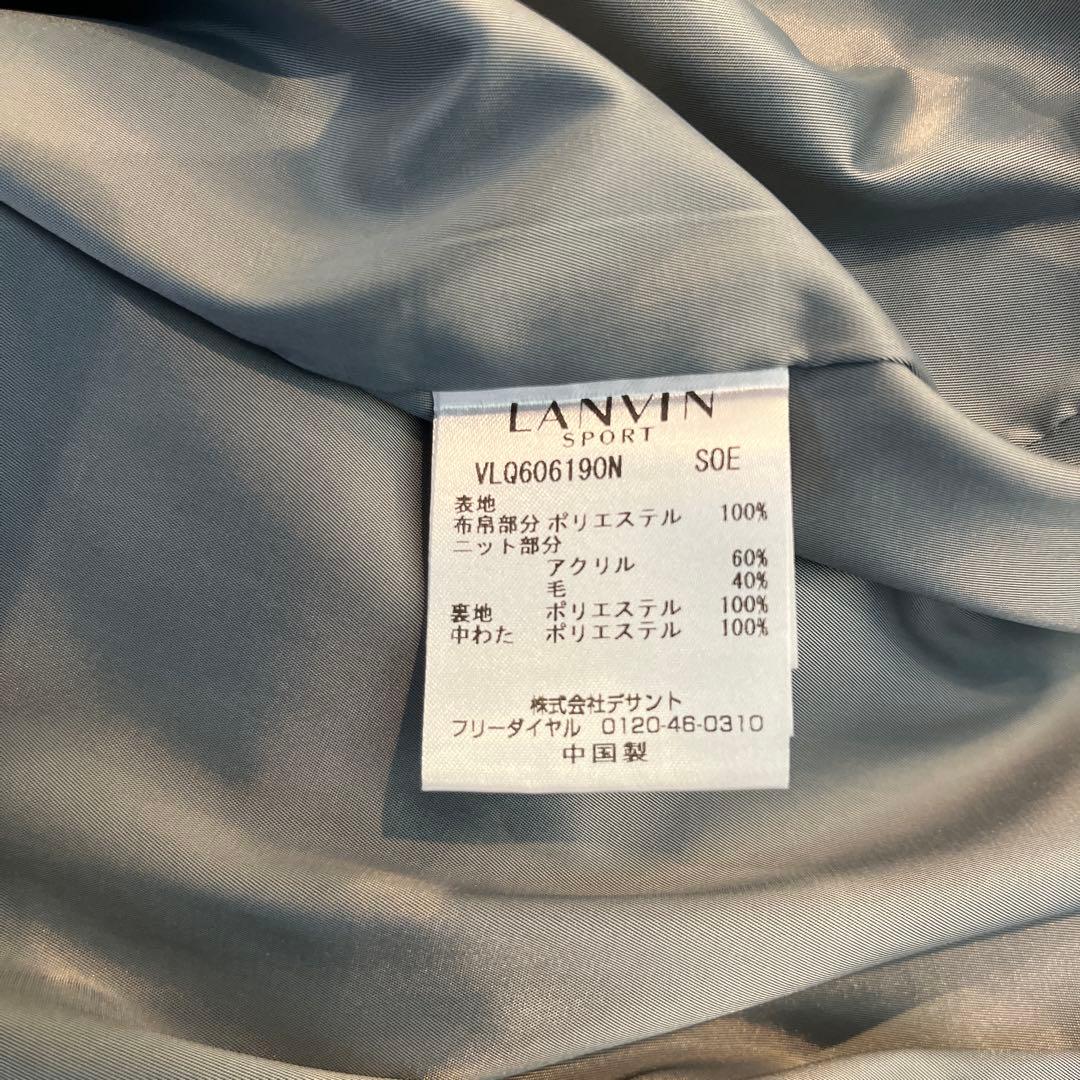 LANVIN
SPORT
VLQ606190N SOE
表地
布帛部分 ポリエステル 100%
ニット部分
アクリル 60%
毛 40%
裏地 ポリエステル 100%
中わた ポリエステル 100%
株式会社デサント
フリーダイヤル 0120-46-0310
中国製